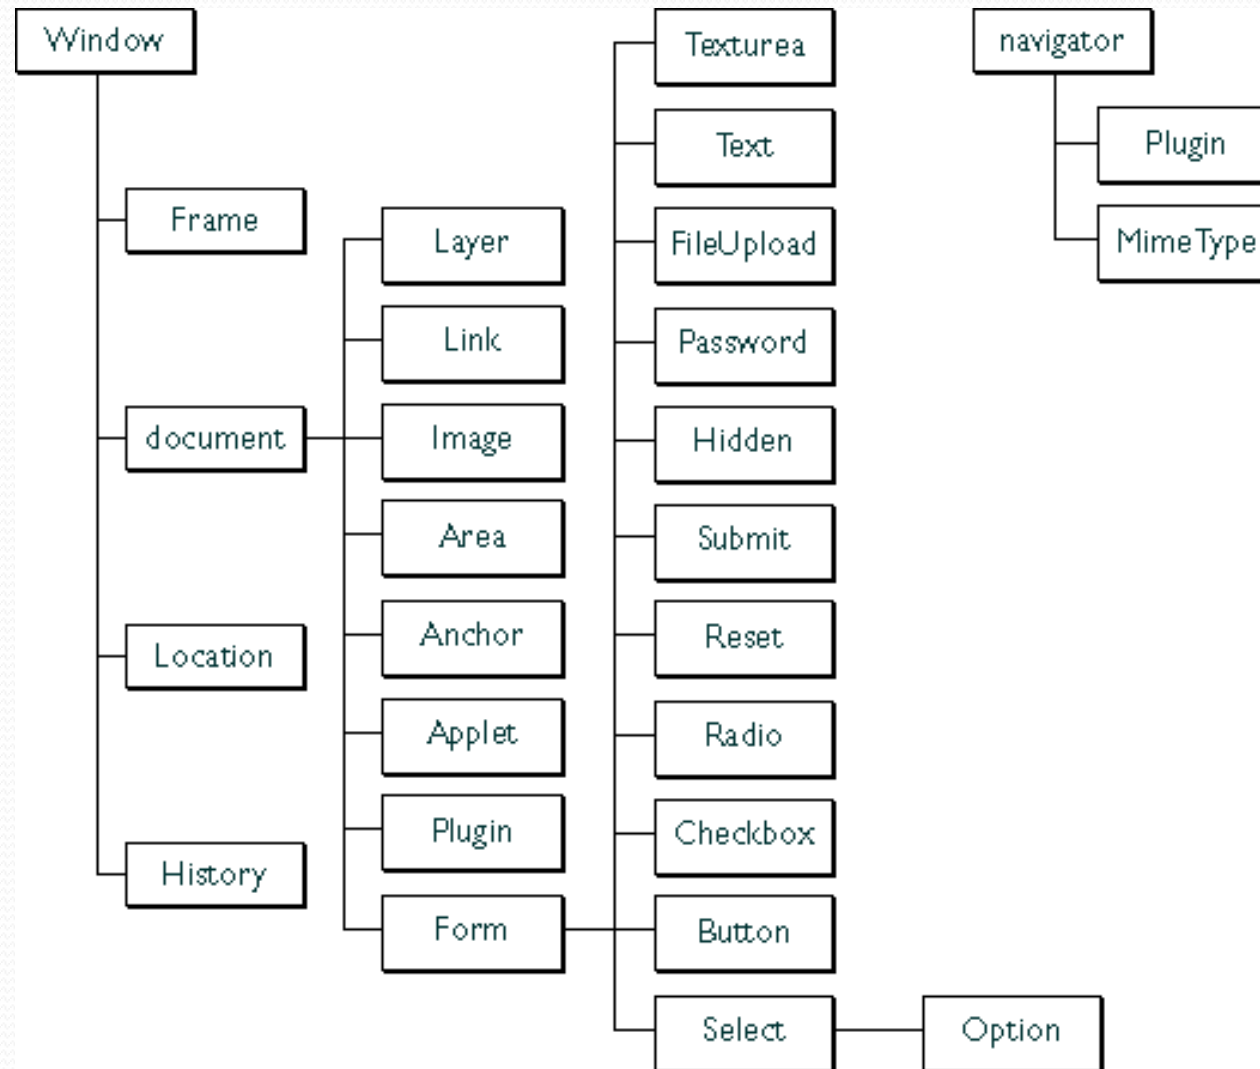 Window
Frame
document
Location
History
Layer
Link
Image
Area
Anchor
Applet
Plugin
Form
Texturea
Text
FileUpload
Password
Hidden
Submit
Reset
Radio
Checkbox
Button
Select
Option
navigator
Plugin
MimeType